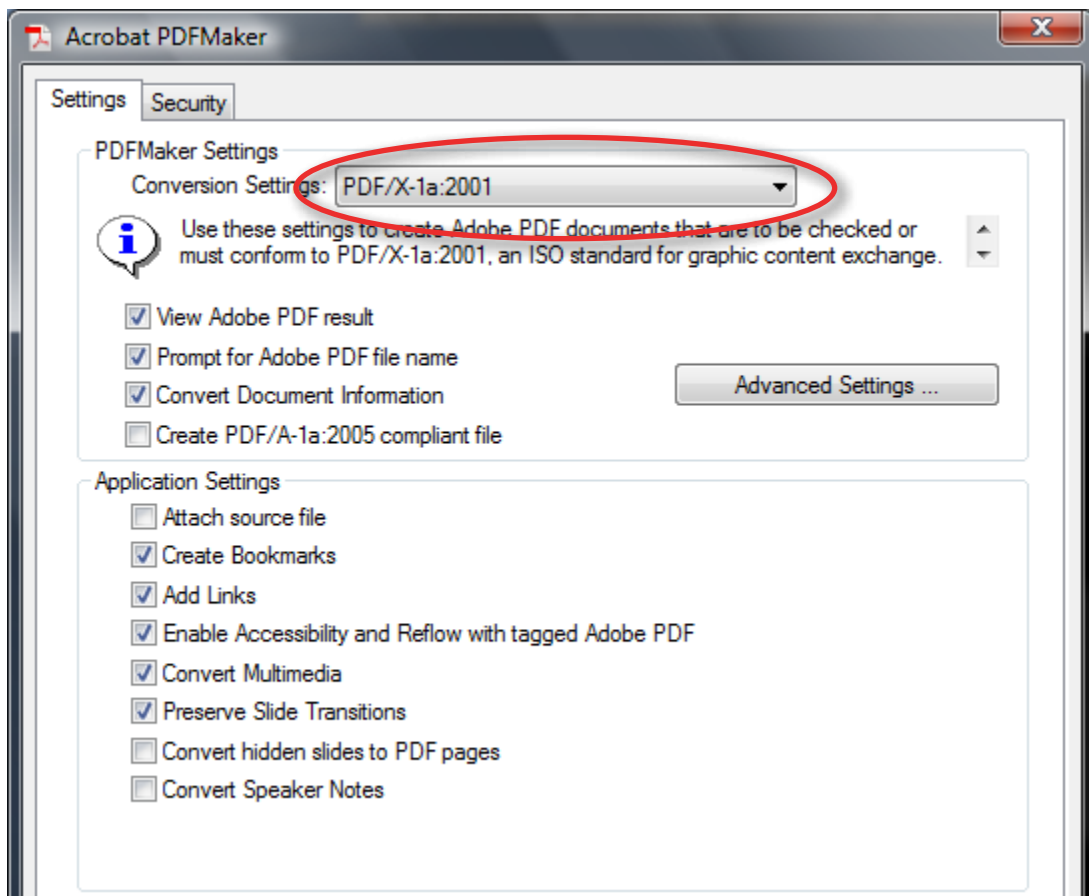 Acrobat PDFMaker
X
Settings
Security
PDFMaker Settings
Conversion Settings: PDF/X-1a:2001
Use these settings to create Adobe PDF documents that are to be checked or
must conform to PDF/X-1a:2001, an ISO standard for graphic content exchange.
View Adobe PDF result
Prompt for Adobe PDF file name
Advanced Settings ...
Convert Document Information
Create PDF/A-1a:2005 compliant file
Application Settings
Attach source file
Create Bookmarks
Add Links
Enable Accessibility and Reflow with tagged Adobe PDF
Convert Multimedia
Preserve Slide Transitions
Convert hidden slides to PDF pages
Convert Speaker Notes